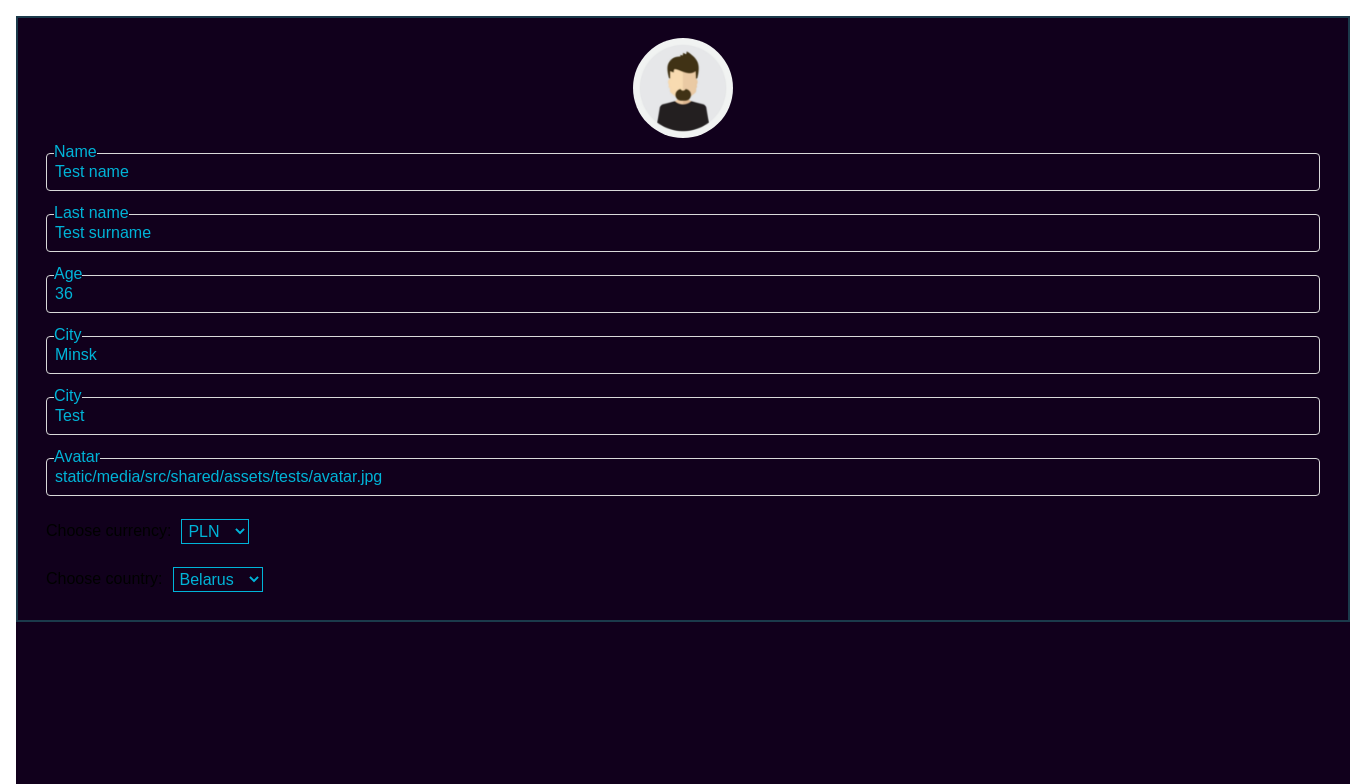 Name
Test name
Last name
Test surname
Age
36
City
Minsk
City
Test
Avatar
static/media/src/shared/assets/tests/avatar.jpg
Choose currency: PLN
Choose country: Belarus